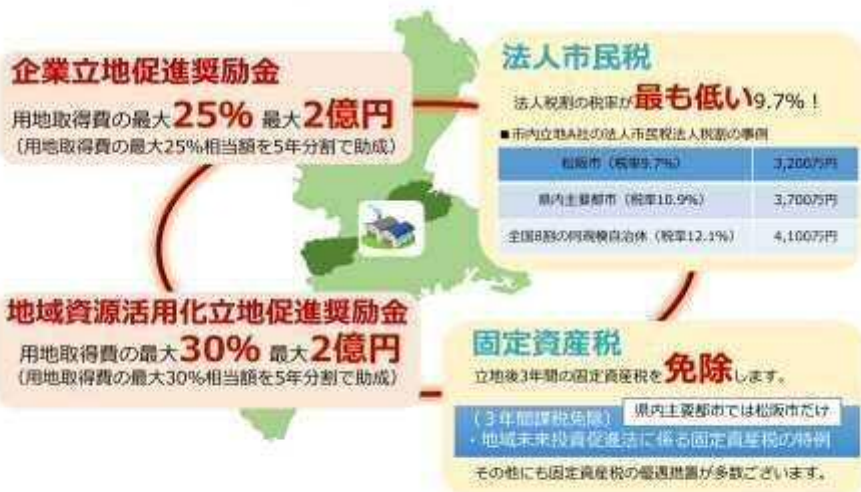 企業立地促進奨励金
用地取得費の最大25% 最大2億円
(用地取得費の最大25%相当額を5年分割で助成)
法人市民税
法人税割の税率が最も低い9.7%!
■市内立地A社の法人市民税法人税割の事例
松阪市(税率9.7%) 3,200万円
県内主要都市(税率10.9%) 3,700万円
全国8割の同規模自治体(税率12.1%) 4,100万円
地域資源活用化立地促進奨励金
用地取得費の最大30% 最大2億円
(用地取得費の最大30%相当額を5年分割で助成)
固定資産税
立地後3年間の固定資産税を免除します。
県内主要都市では松阪市だけ
(3年間課税免除)
・地域未来投資促進法に係る固定資産税の特例
その他にも固定資産税の優遇措置が多数ございます。